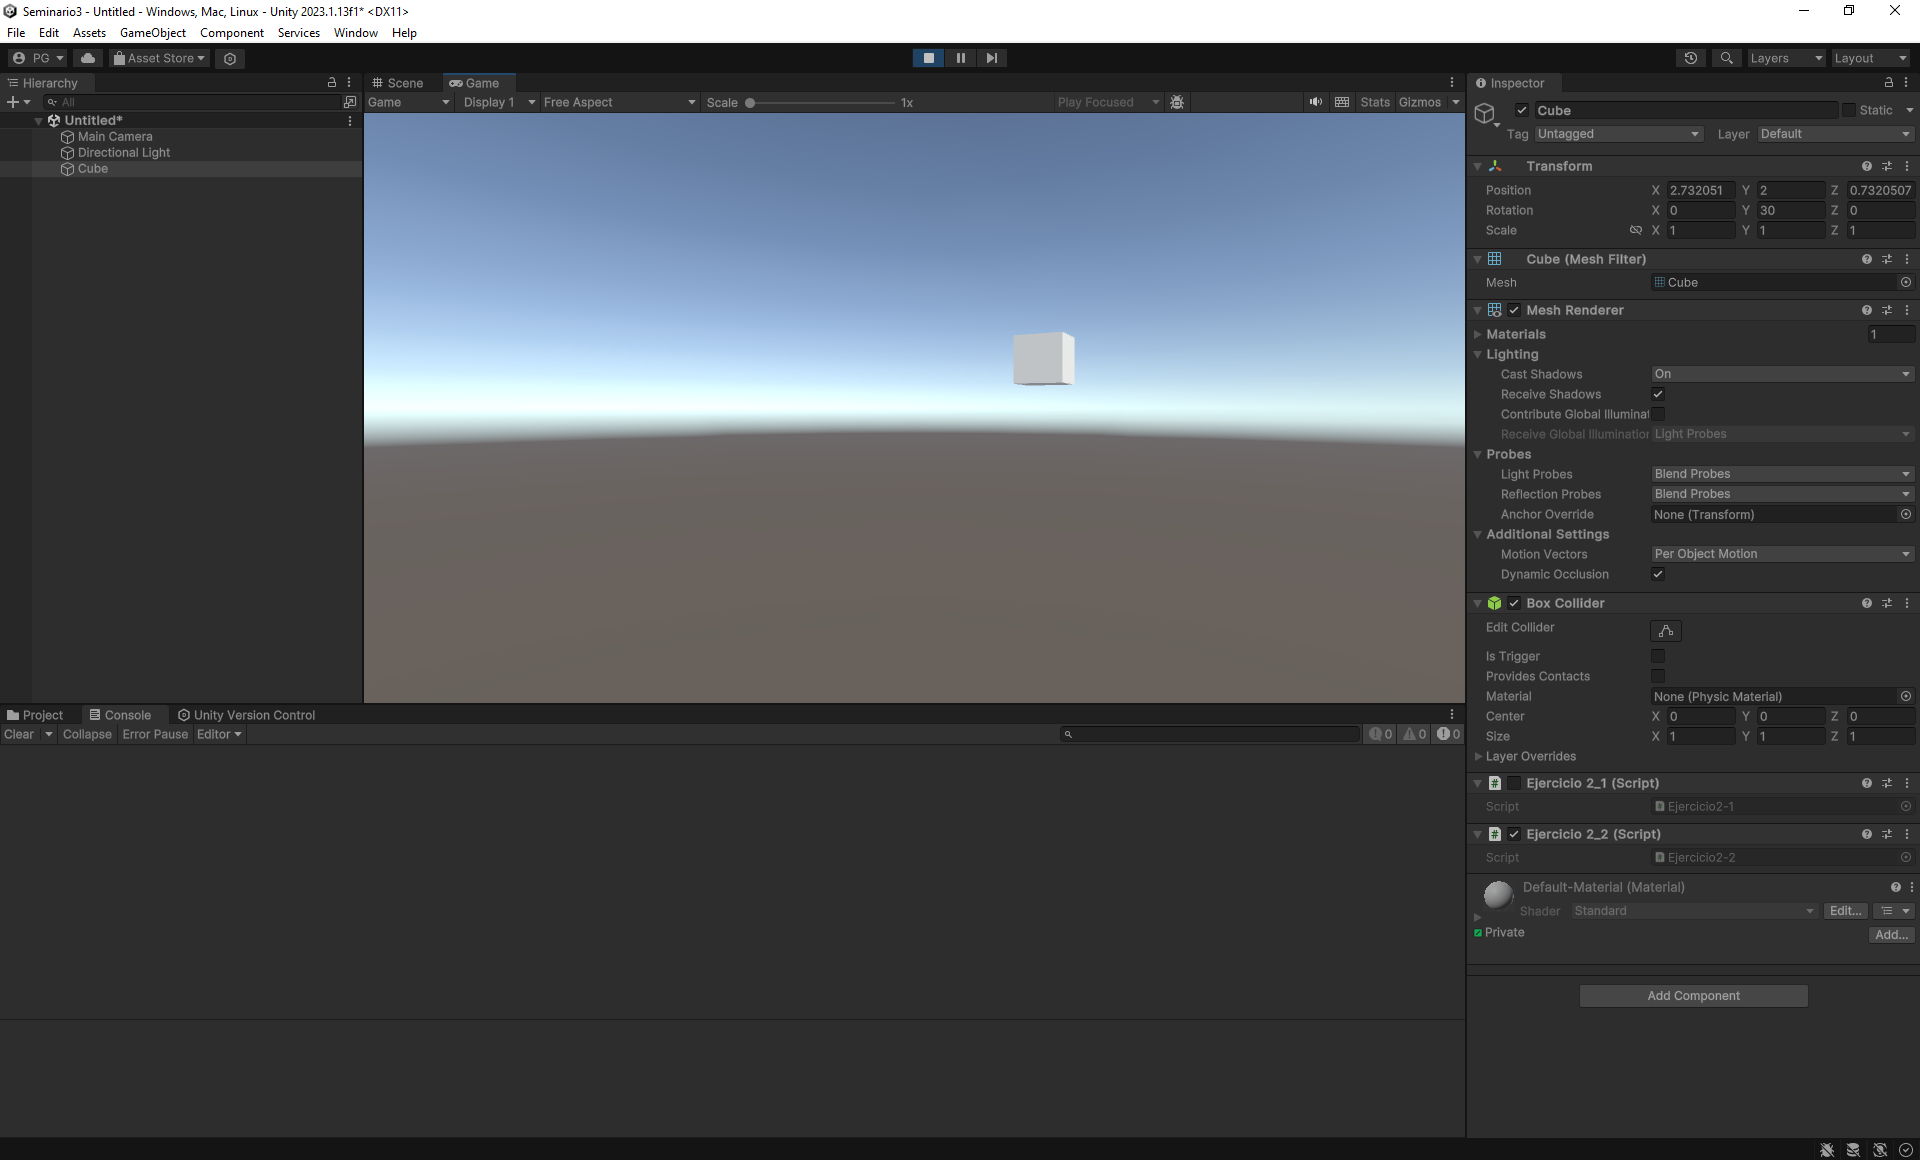 Seminario3 - Untitled - Windows, Mac, Linux - Unity 2023.1.13f1* <DX11>
File Edit Assets GameObject Component Services Window Help
PG Asset Store Layers Layout
Hierarchy
All
Untitled*
Main Camera
Directional Light
Cube
Scene Game
Game Display 1 Free Aspect Scale 1x Play Focused Stats Gizmos
Project Console Unity Version Control
Clear Collapse Error Pause Editor 0 0 0
Inspector
Cube Static
Tag Untagged Layer Default
Transform
Position X 2.732051 Y 2 Z 0.7320507
Rotation X 0 Y 30 Z 0
Scale X 1 Y 1 Z 1
Cube (Mesh Filter)
Mesh Cube
Mesh Renderer
Materials 1
Lighting
Cast Shadows On
Receive Shadows
Contribute Global Illuminat
Receive Global Illumination Light Probes
Probes
Light Probes Blend Probes
Reflection Probes Blend Probes
Anchor Override None (Transform)
Additional Settings
Motion Vectors Per Object Motion
Dynamic Occlusion
Box Collider
Edit Collider
Is Trigger
Provides Contacts
Material None (Physic Material)
Center X 0 Y 0 Z 0
Size X 1 Y 1 Z 1
Layer Overrides
Ejercicio 2_1 (Script)
Script Ejercicio2-1
Ejercicio 2_2 (Script)
Script Ejercicio2-2
Default-Material (Material)
Shader Standard Edit...
Private
Add...
Add Component